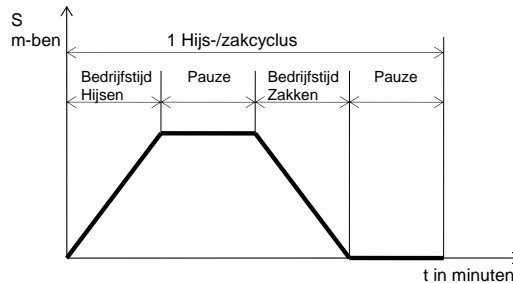 S
m-ben
1 Hijs-/zakcyclus
Bedrijfstijd
Hijsen
Pauze
Bedrijfstijd
Zakken
Pauze
t in minuten